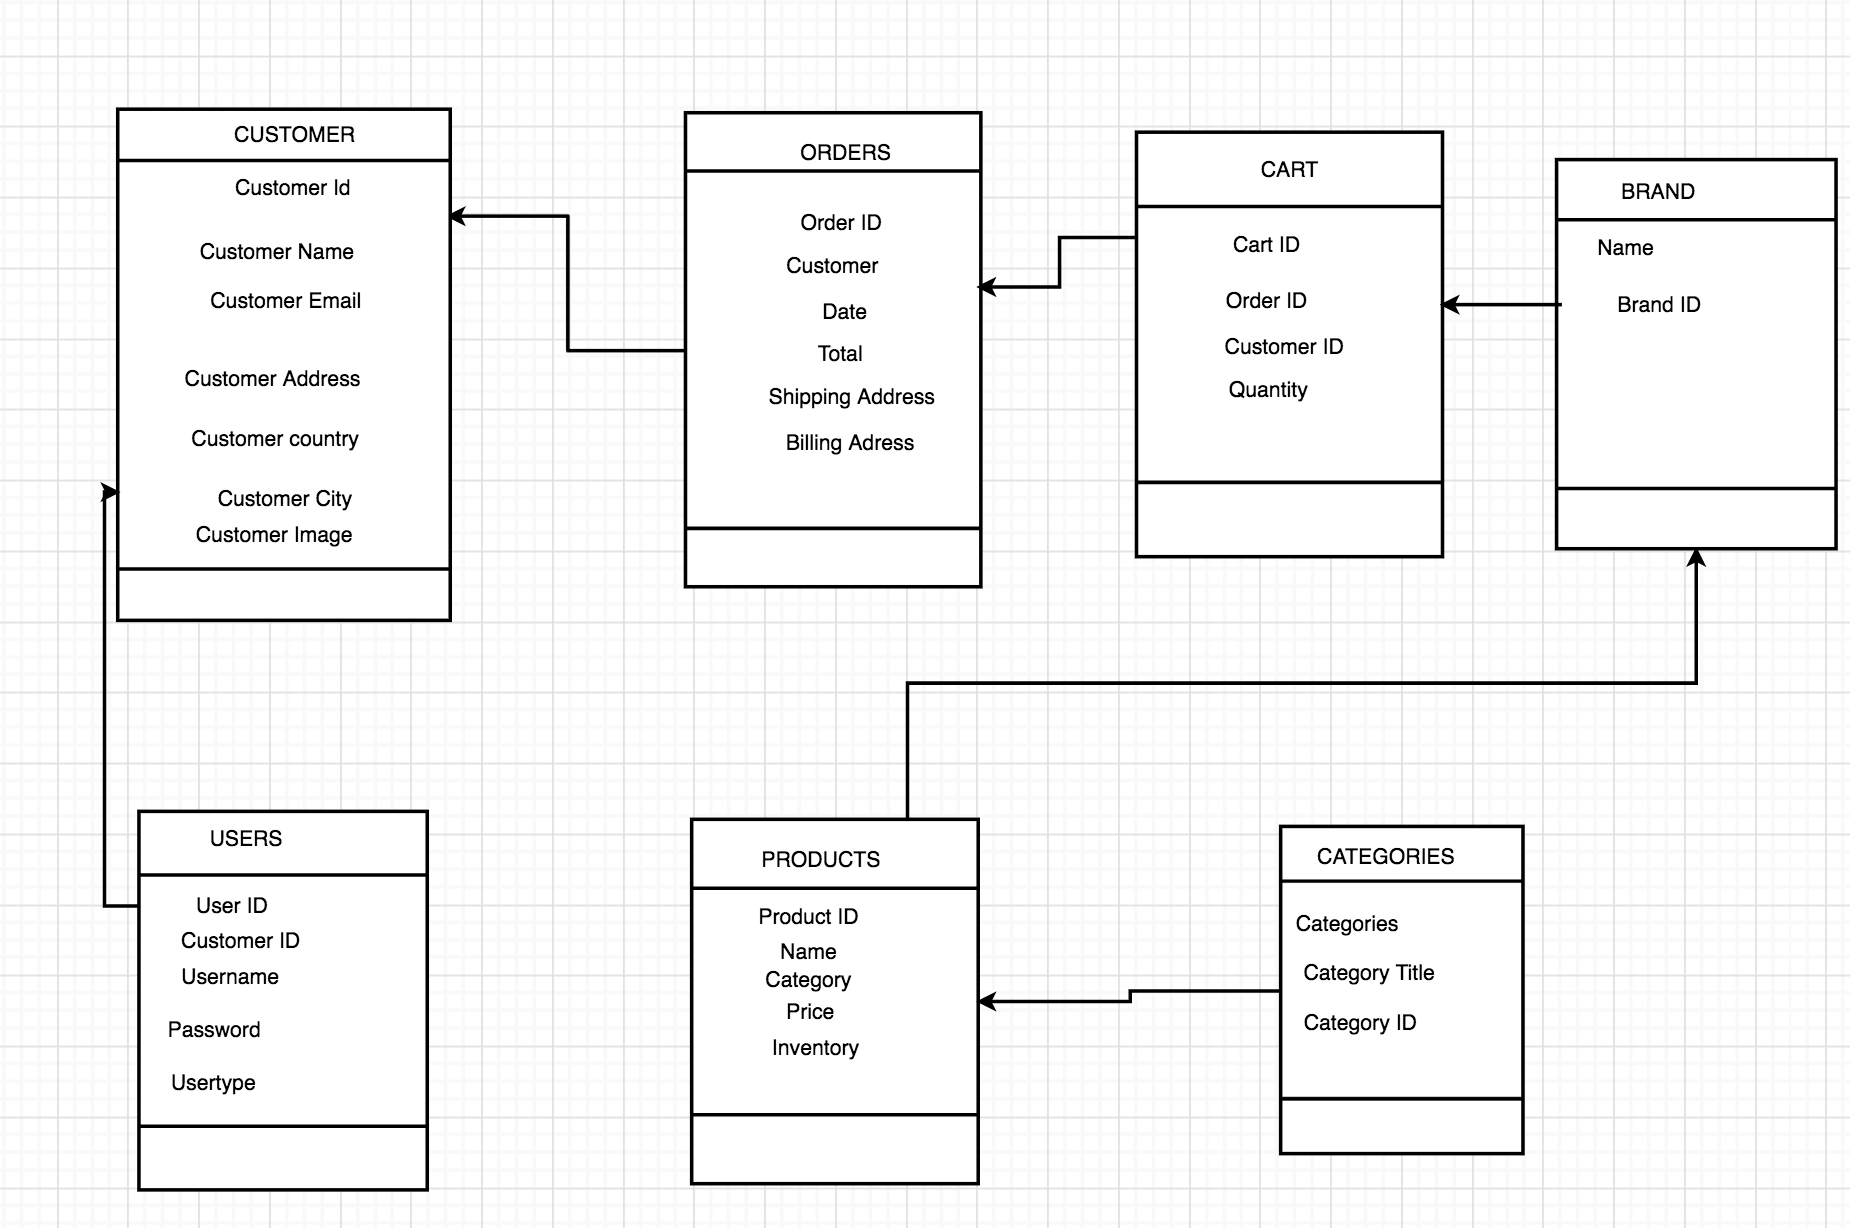 CUSTOMER
Customer Id
Customer Name
Customer Email
Customer Address
Customer country
Customer City
Customer Image
ORDERS
Order ID
Customer
Date
Total
Shipping Address
Billing Adress
CART
Cart ID
Order ID
Customer ID
Quantity
BRAND
Name
Brand ID
USERS
User ID
Customer ID
Username
Password
Usertype
PRODUCTS
Product ID
Name
Category
Price
Inventory
CATEGORIES
Categories
Category Title
Category ID